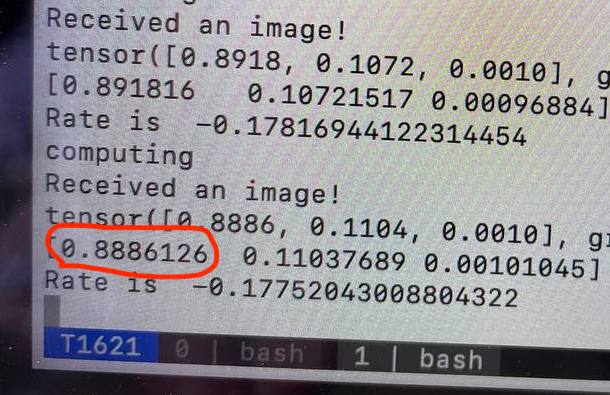 Received an image!
tensor([0.8918, 0.1072, 0.0010], g
[0.891816 0.10721517 0.00096884]
Rate is -0.17816944122314454
computing
Received an image!
tensor([0.8886, 0.1104, 0.0010], g
[0.8886126 0.11037689 0.00101045]
Rate is -0.17752043008804322
T1621 0 | bash 1 | bash